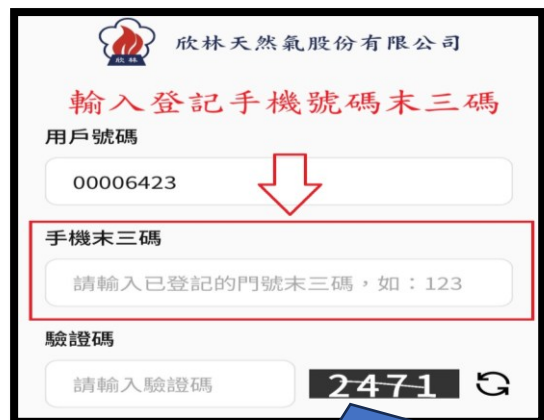 欣林
欣林天然氣股份有限公司
輸入登記手機號碼末三碼
用戶號碼
00006423
手機末三碼
請輸入已登記的門號末三碼，如：123
驗證碼
請輸入驗證碼
2471